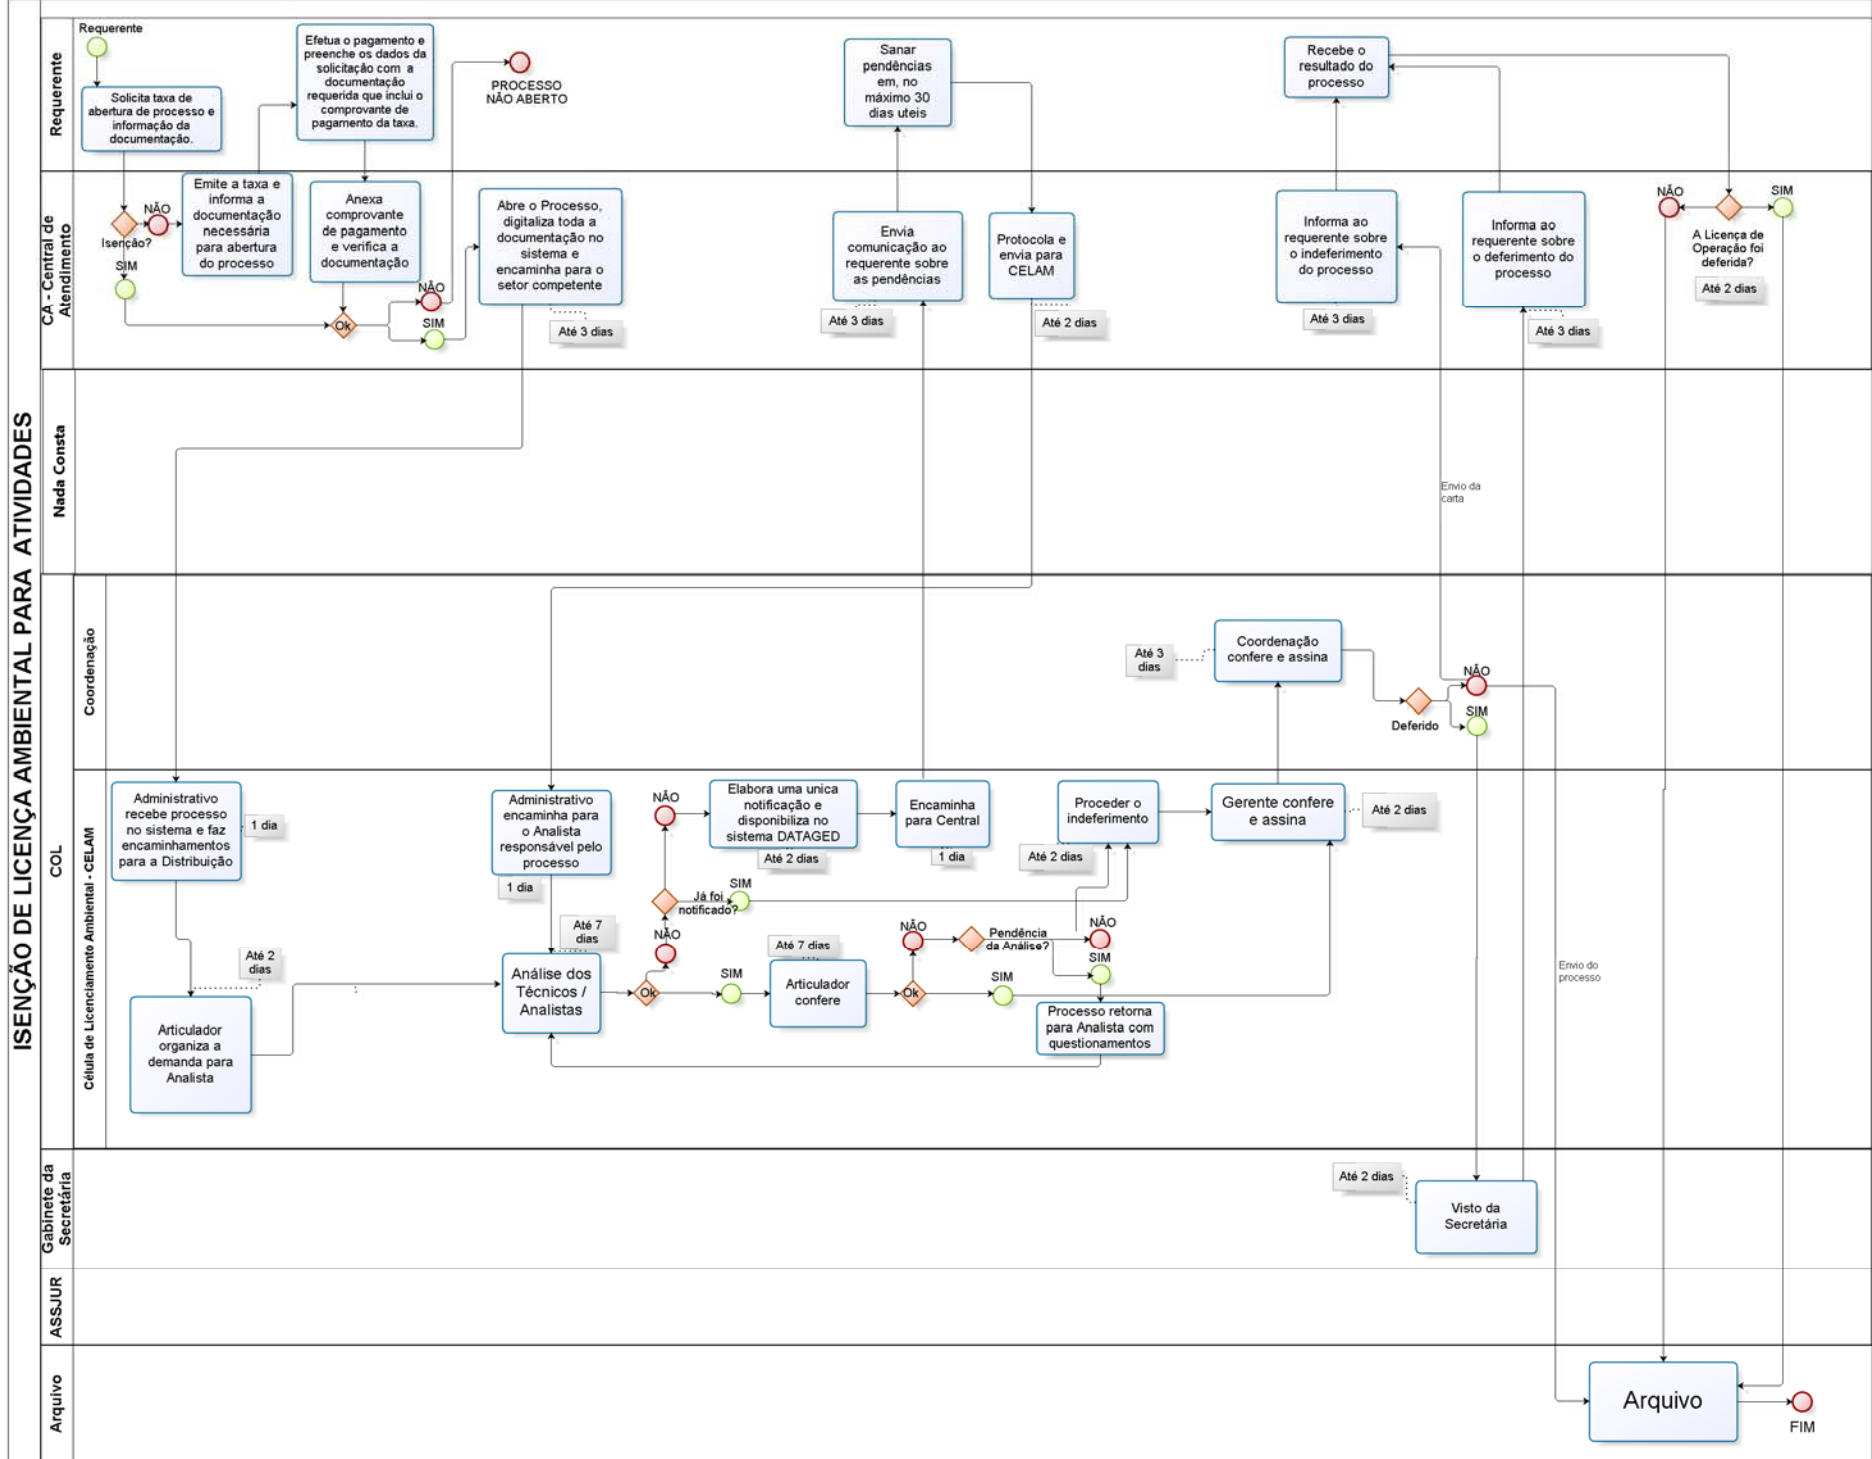 ISENÇÃO DE LICENÇA AMBIENTAL PARA  ATIVIDADES
Requerente
Requerente
Solicita taxa de
abertura de processo e
informação da
documentação.
Efetua o pagamento e
preenche os dados da
solicitação com  a
documentação
requerida que inclui o
comprovante de
pagamento da taxa.
PROCESSO
NÃO ABERTO
Sanar
pendências
em, no
máximo 30
dias uteis
Recebe o
resultado do
processo
CA - Central de
Atendimento
Isenção?
NÃO
SIM
Emite a taxa e
informa a
documentação
necessária
para abertura
do processo
Anexa
comprovante
de pagamento
e verifica a
documentação
Ok
NÃO
SIM
Abre o Processo,
digitaliza toda a
documentação no
sistema e
encaminha para o
setor competente
Até 3 dias
Envia
comunicação ao
requerente sobre
as pendências
Até 3 dias
Protocola e
envia para
CELAM
Até 2 dias
Informa ao
requerente sobre
o indeferimento
do processo
Até 3 dias
Informa ao
requerente sobre
o deferimento do
processo
Até 3 dias
NÃO
SIM
A Licença de
Operação foi
deferida?
Até 2 dias
Nada Consta
Envio da
carta
COL
Coordenação
Até 3
dias
Coordenação
confere e assina
Deferido
NÃO
SIM
Célula de Licenciamento Ambiental - CELAM
Administrativo
recebe processo
no sistema e faz
encaminhamentos
para a Distribuição
1 dia
Até 2
dias
Articulador
organiza a
demanda para
Analista
:
Administrativo
encaminha para
o Analista
responsável pelo
processo
1 dia
Até 7
dias
Análise dos
Técnicos /
Analistas
Ok
NÃO
SIM
Já foi
notificado?
NÃO
SIM
Elabora uma unica
notificação e
disponibiliza no
sistema DATAGED
Até 2 dias
Encaminha
para Central
1 dia
Até 7 dias
Articulador
confere
Ok
NÃO
SIM
Pendência
da Análise?
NÃO
SIM
Processo retorna
para Analista com
questionamentos
Proceder o
indeferimento
Até 2 dias
Gerente confere
e assina
Até 2 dias
Envio do
processo
Gabinete da
Secretária
Até 2 dias
Visto da
Secretária
ASSJUR
Arquivo
Arquivo
FIM